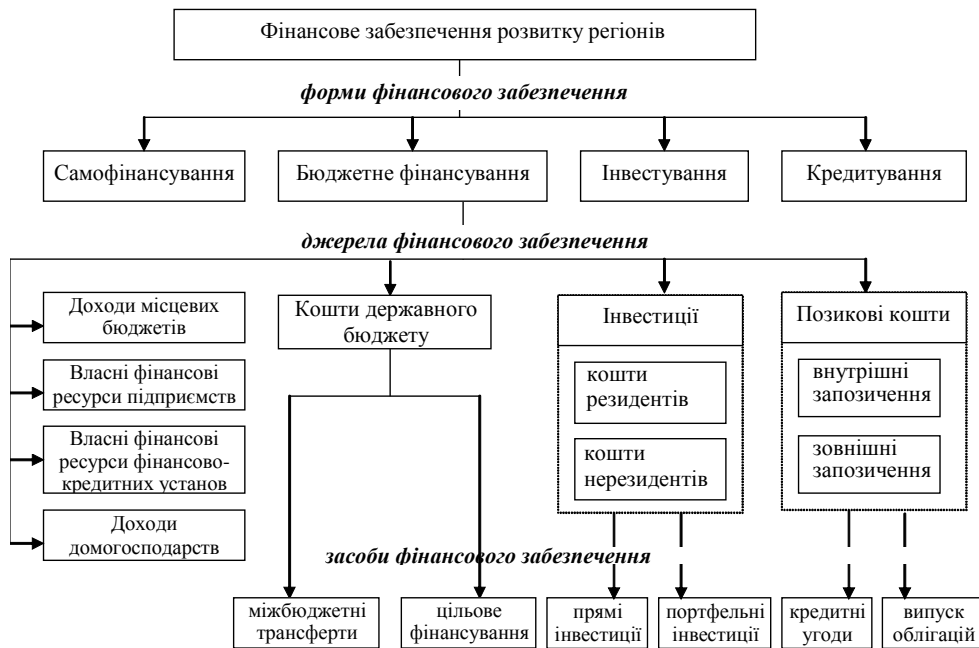 Фінансове забезпечення розвитку регіонів
форми фінансового забезпечення
Самофінансування
Бюджетне фінансування
Інвестування
Кредитування
джерела фінансового забезпечення
Доходи місцевих
бюджетів
Власні фінансові
ресурси підприємств
Власні фінансові
ресурси фінансово-
кредитних установ
Доходи
домогосподарств
Кошти державного
бюджету
Інвестиції
кошти
резидентів
кошти
нерезидентів
Позикові кошти
внутрішні
запозичення
зовнішні
запозичення
засоби фінансового забезпечення
міжбюджетні
трансферти
цільове
фінансування
прямі
інвестиції
портфельні
інвестиції
кредитні
угоди
випуск
облігацій